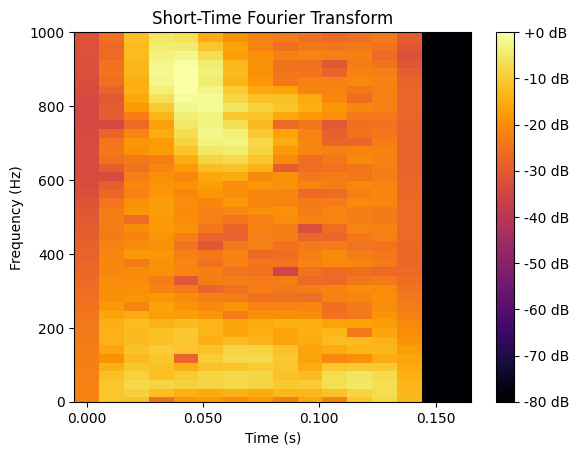 Short-Time Fourier Transform
1000
800
600
400
200
0
Frequency (Hz)
0.000
0.050
0.100
0.150
Time (s)
+0 dB
-10 dB
-20 dB
-30 dB
-40 dB
-50 dB
-60 dB
-70 dB
-80 dB